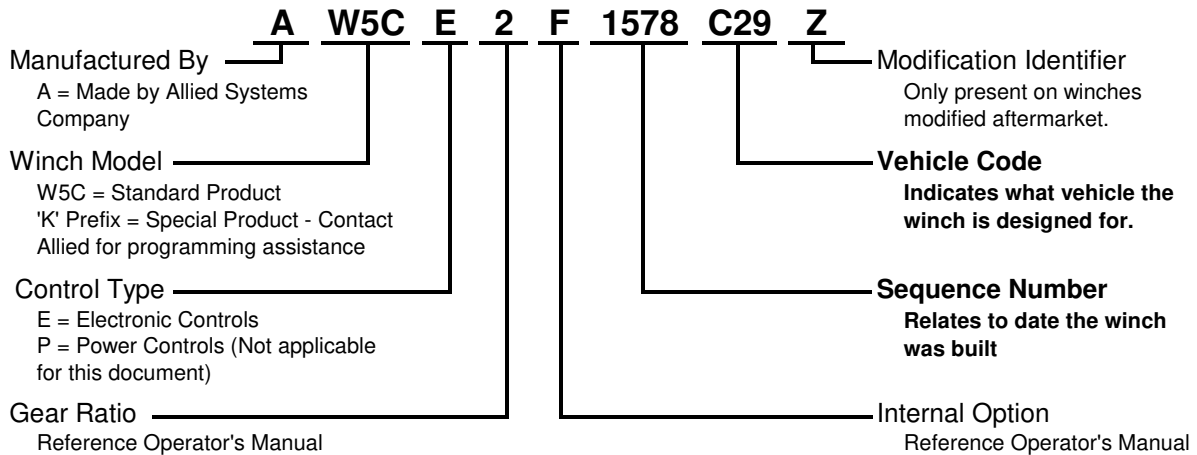 A W5C E 2 F 1578 C29 Z
Manufactured By
A = Made by Allied Systems
Company
Winch Model
W5C = Standard Product
'K' Prefix = Special Product - Contact
Allied for programming assistance
Control Type
E = Electronic Controls
P = Power Controls (Not applicable
for this document)
Gear Ratio
Reference Operator's Manual
Modification Identifier
Only present on winches
modified aftermarket.
Vehicle Code
Indicates what vehicle the
winch is designed for.
Sequence Number
Relates to date the winch
was built
Internal Option
Reference Operator's Manual